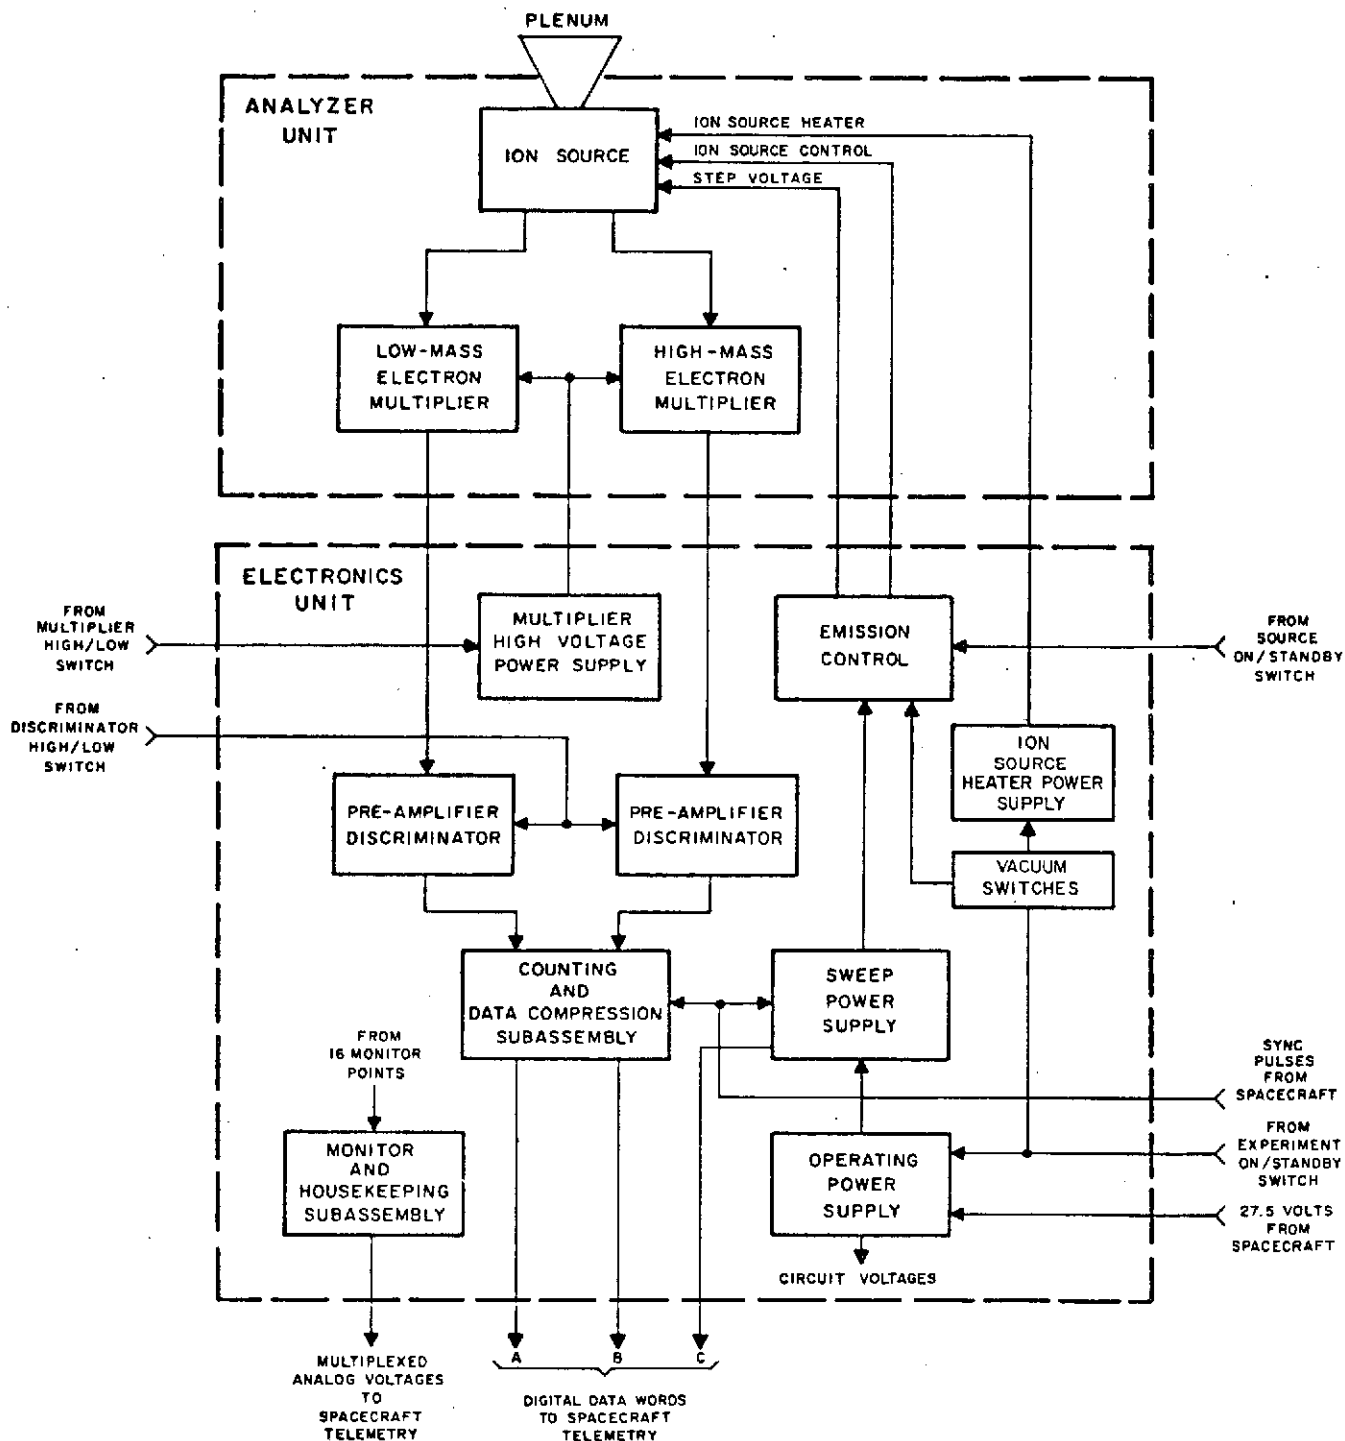 PLENUM
ANALYZER
UNIT
ION SOURCE
ION SOURCE HEATER
ION SOURCE CONTROL
STEP VOLTAGE
LOW-MASS
ELECTRON
MULTIPLIER
HIGH-MASS
ELECTRON
MULTIPLIER
ELECTRONICS
UNIT
FROM
MULTIPLIER
HIGH/LOW
SWITCH
MULTIPLIER
HIGH VOLTAGE
POWER SUPPLY
EMISSION
CONTROL
FROM
SOURCE
ON/STANDBY
SWITCH
FROM
DISCRIMINATOR
HIGH/LOW
SWITCH
ION
SOURCE
HEATER POWER
SUPPLY
PRE-AMPLIFIER
DISCRIMINATOR
PRE-AMPLIFIER
DISCRIMINATOR
VACUUM
SWITCHES
COUNTING
AND
DATA COMPRESSION
SUBASSEMBLY
SWEEP
POWER
SUPPLY
FROM
16 MONITOR
POINTS
SYNC
PULSES
FROM
SPACECRAFT
MONITOR
AND
HOUSEKEEPING
SUBASSEMBLY
OPERATING
POWER
SUPPLY
FROM
EXPERIMENT
ON/STANDBY
SWITCH
27.5 VOLTS
FROM
SPACECRAFT
CIRCUIT VOLTAGES
A B C
MULTIPLEXED
ANALOG VOLTAGES
TO
SPACECRAFT
TELEMETRY
DIGITAL DATA WORDS
TO SPACECRAFT
TELEMETRY